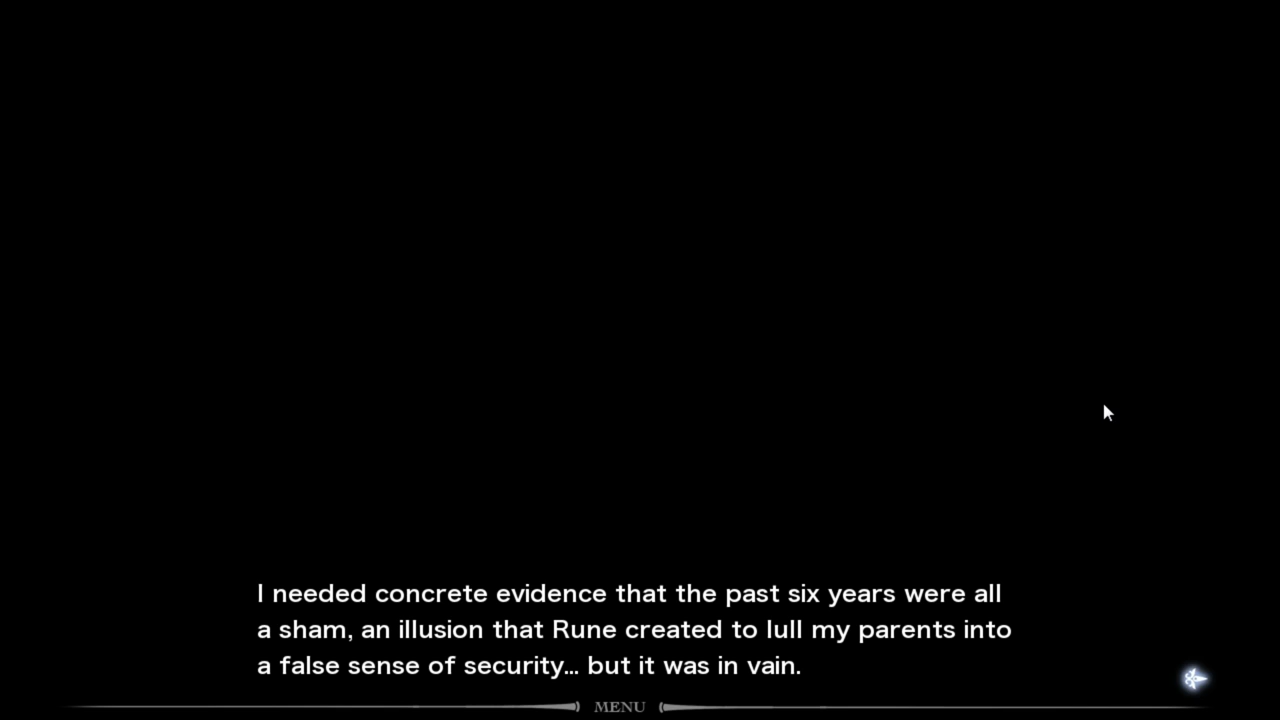 I needed concrete evidence that the past six years were all
a sham, an illusion that Rune created to lull my parents into
a false sense of security... but it was in vain.
MENU